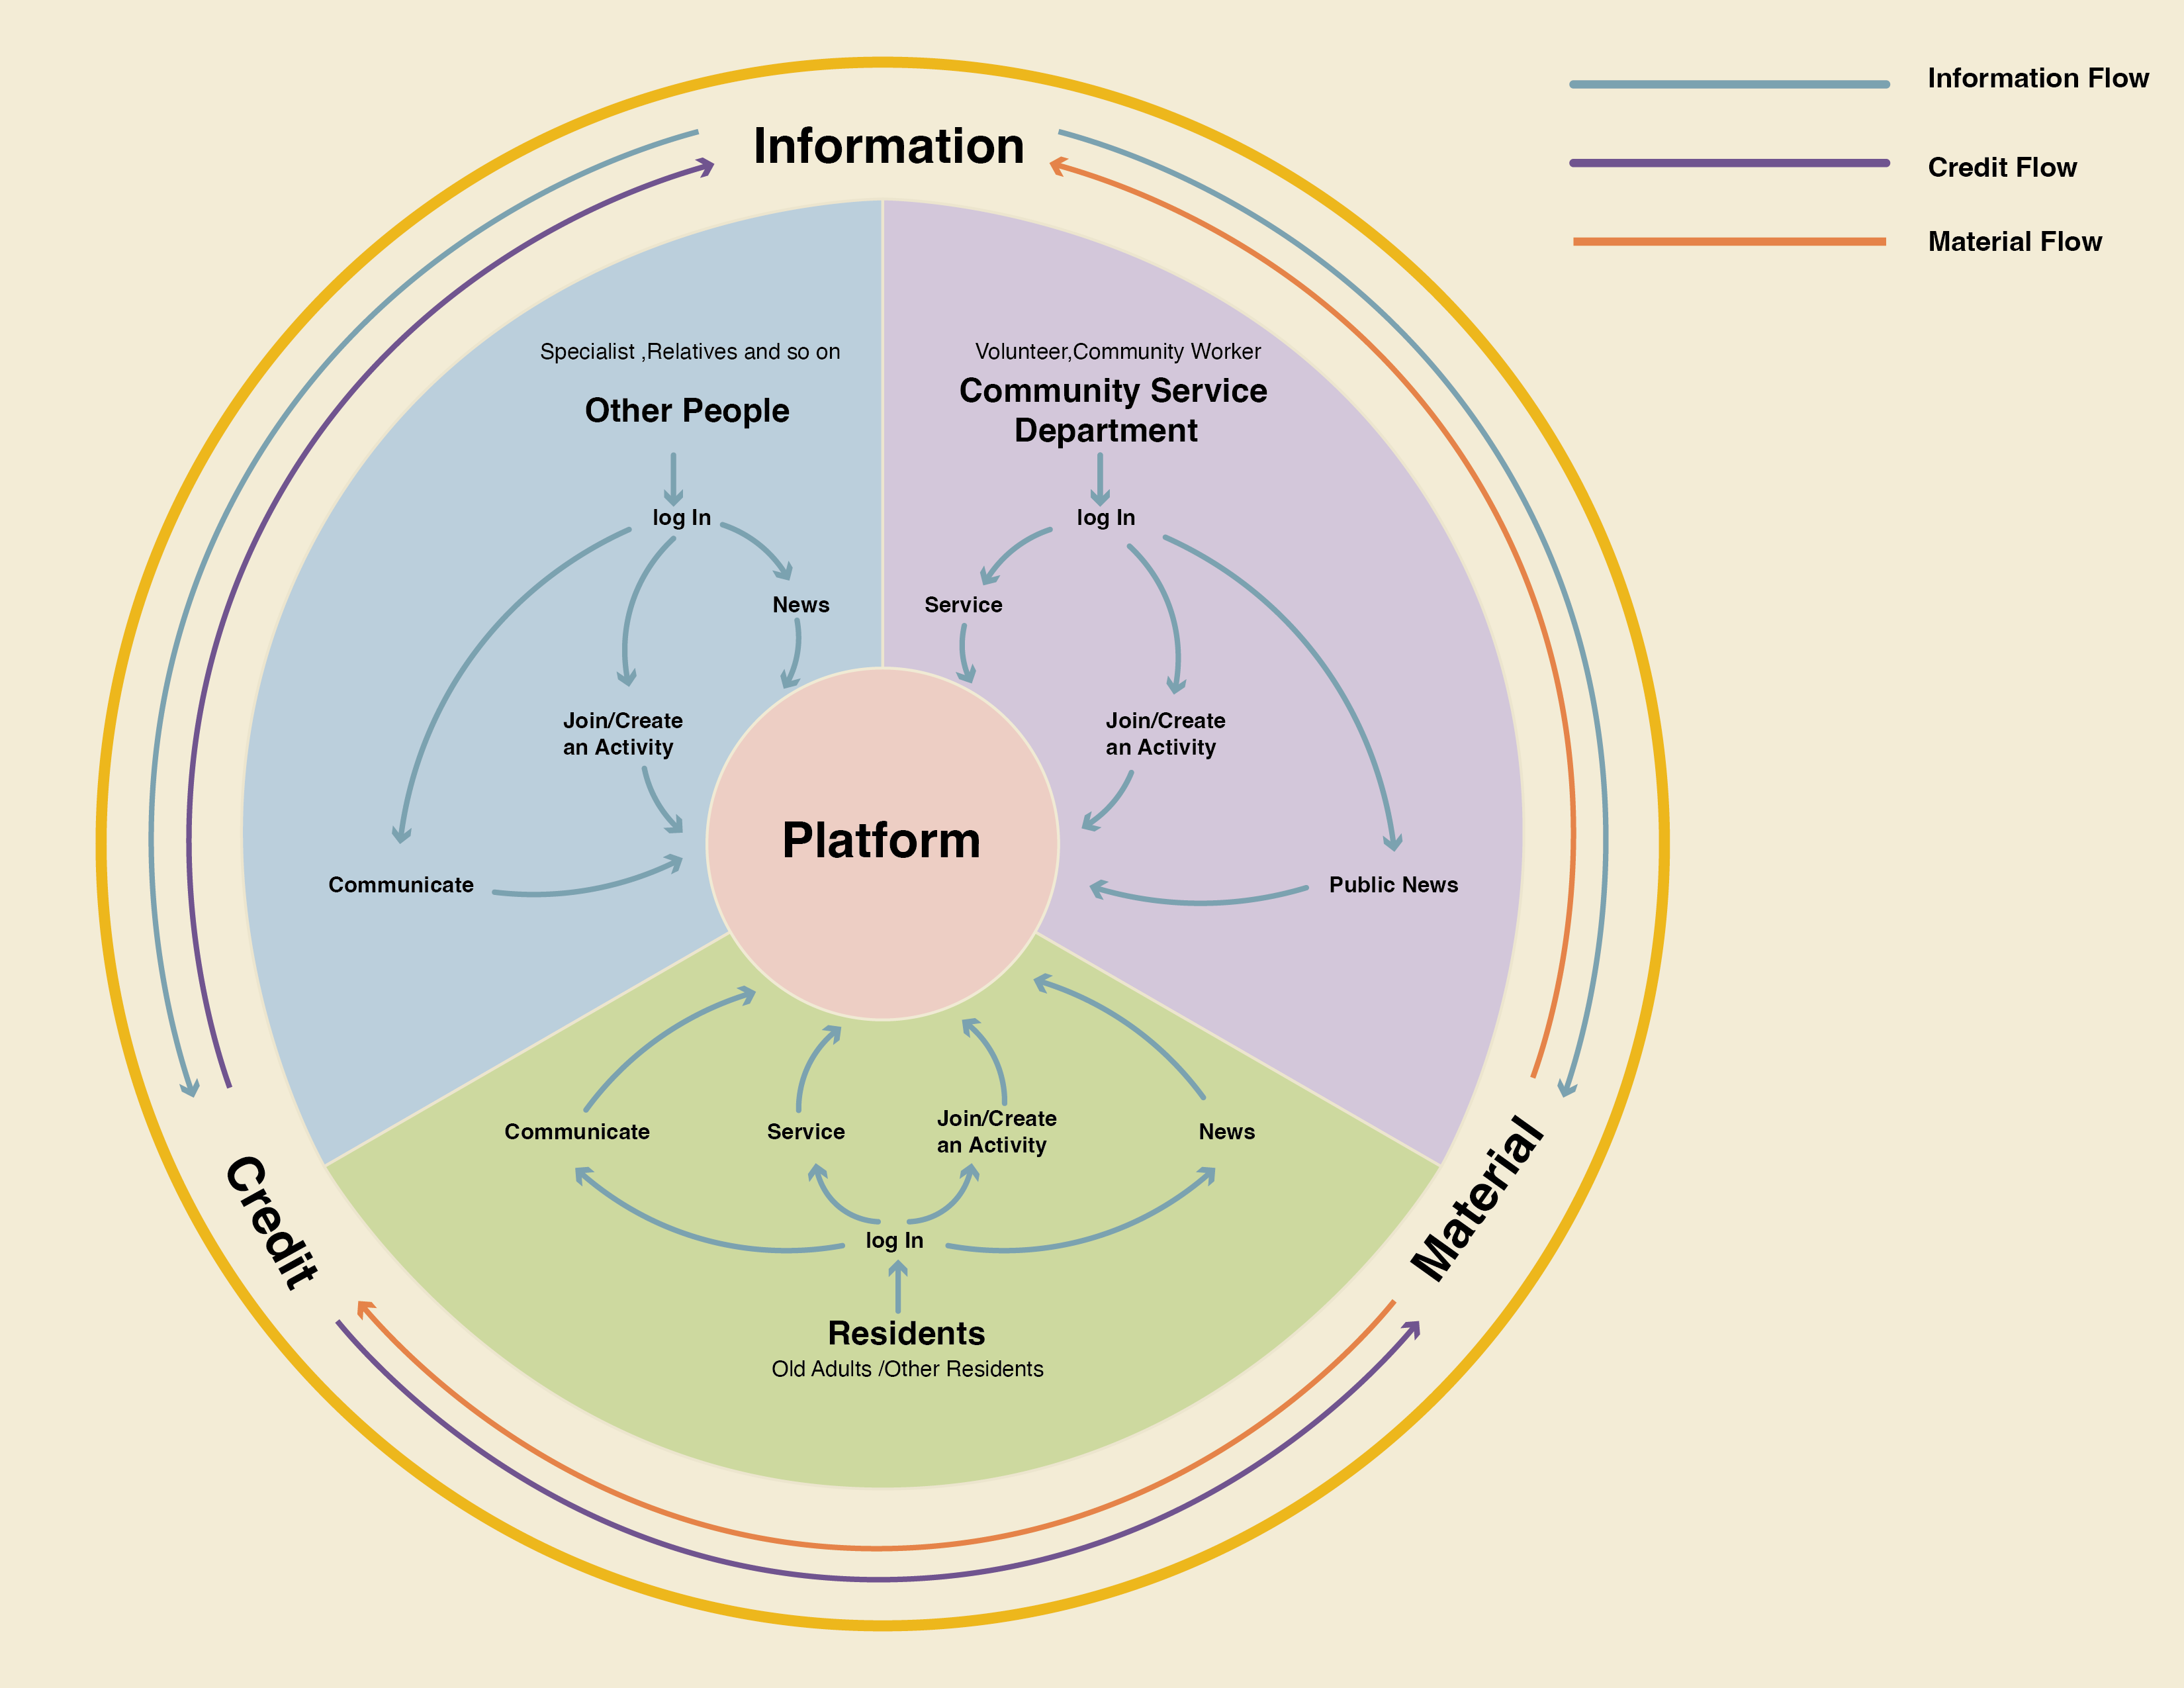 Information Flow
Credit Flow
Material Flow
Information
Specialist ,Relatives and so on
Other People
log In
News
Join/Create
an Activity
Communicate
Volunteer,Community Worker
Community Service
Department
log In
Service
Join/Create
an Activity
Public News
Platform
Communicate
Service
Join/Create
an Activity
News
log In
Residents
Old Adults /Other Residents
Credit
Material